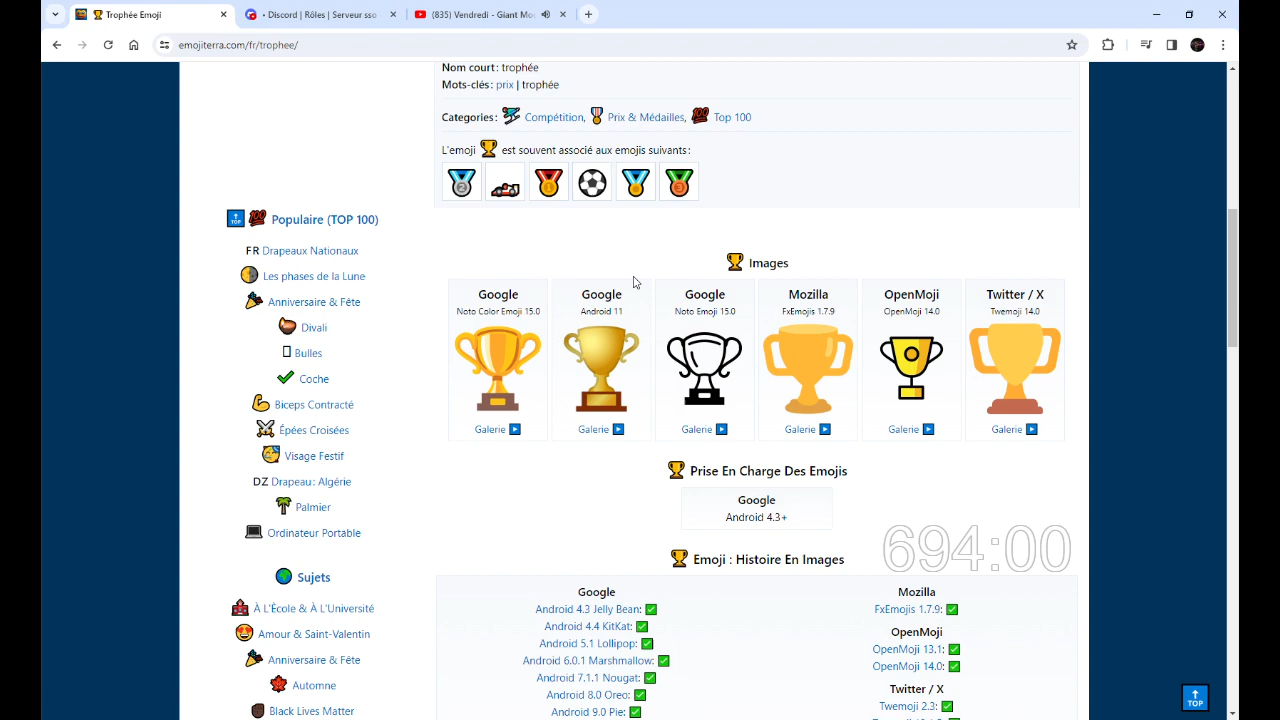 Trophée Emoji
• Discord | Rôles | Serveur sso
(835) Vendredi - Giant Moc
emojiterra.com/fr/trophee/
Nom court : trophée
Mots-clés : prix | trophée
Categories : Compétition, Prix & Médailles, Top 100
L'emoji 🏆 est souvent associé aux emojis suivants :
TOP Populaire (TOP 100)
FR Drapeaux Nationaux
Les phases de la Lune
Anniversaire & Fête
Divali
Bulles
Coche
Biceps Contracté
Épées Croisées
Visage Festif
DZ Drapeau : Algérie
Palmier
Ordinateur Portable
Sujets
À L'École & À L'Université
Amour & Saint-Valentin
Anniversaire & Fête
Automne
Black Lives Matter
Images
Google
Noto Color Emoji 15.0
Galerie
Google
Android 11
Galerie
Google
Noto Emoji 15.0
Galerie
Mozilla
FxEmojis 1.7.9
Galerie
OpenMoji
OpenMoji 14.0
Galerie
Twitter / X
Twemoji 14.0
Galerie
Prise En Charge Des Emojis
Google
Android 4.3+
694:00
Emoji : Histoire En Images
Google
Android 4.3 Jelly Bean:
Android 4.4 KitKat:
Android 5.1 Lollipop:
Android 6.0.1 Marshmallow:
Android 7.1.1 Nougat:
Android 8.0 Oreo:
Android 9.0 Pie:
Mozilla
FxEmojis 1.7.9:
OpenMoji
OpenMoji 13.1:
OpenMoji 14.0:
Twitter / X
Twemoji 2.3:
TOP